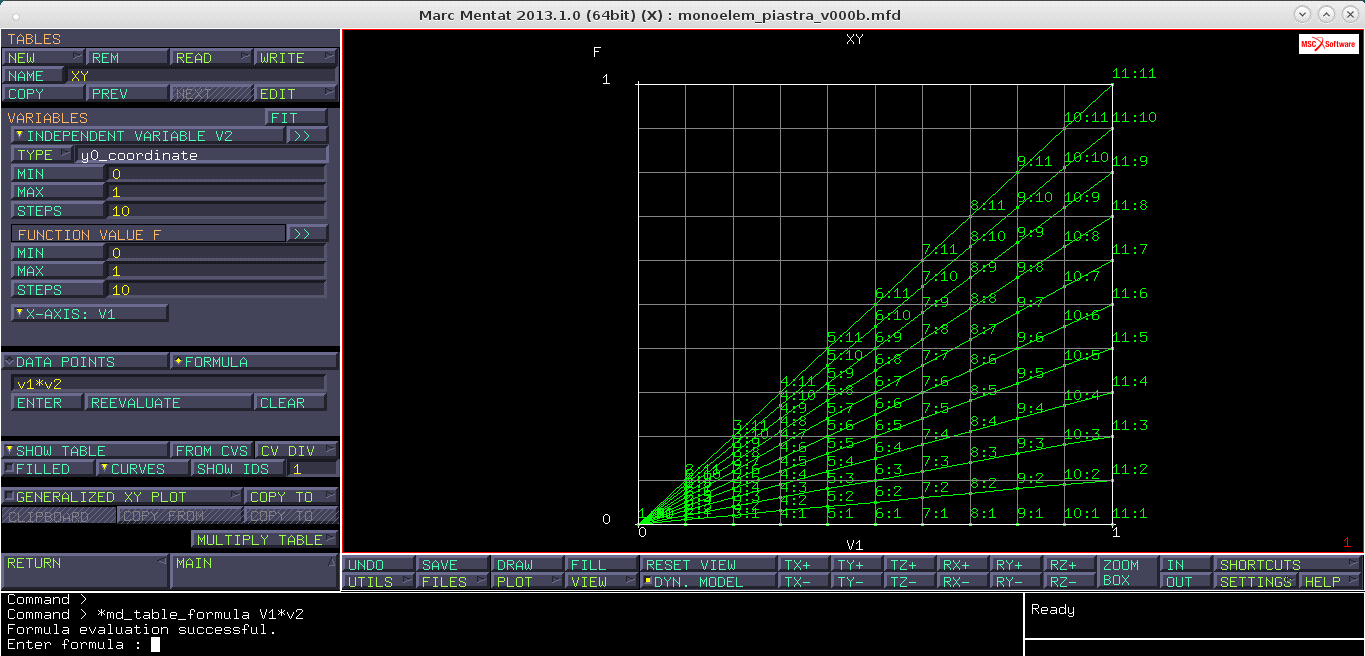 Marc Mentat 2013.1.0 (64bit) (X) : monoelem_piastra_v000b.mfd
TABLES
NEW REM READ WRITE
NAME XY
COPY PREV NEXT EDIT
VARIABLES FIT
INDEPENDENT VARIABLE V2 >>
TYPE y0_coordinate
MIN 0
MAX 1
STEPS 10
FUNCTION VALUE F >>
MIN 0
MAX 1
STEPS 10
X-AXIS: V1
DATA POINTS FORMULA
v1*v2
ENTER REEVALUATE CLEAR
SHOW TABLE FROM CVS CV DIV
FILLED CURVES SHOW IDS 1
GENERALIZED XY PLOT COPY TO
CLIPBOARD COPY FROM COPY TO
MULTIPLY TABLE
RETURN MAIN
XY
MSC Software
F
1
11:11
10:11 11:10
9:11 10:10 11:9
8:11 9:10 10:9 11:8
7:11 8:10 9:9 10:8 11:7
6:11 7:10 8:9 9:8 10:7 11:6
5:11 6:10 7:9 8:8 9:7 10:6 11:5
5:10 6:9 7:8 8:7 9:6 10:5 11:4
4:11 5:9 6:8 7:7 8:6 9:5 10:4 11:3
4:10 5:8 6:7 7:6 8:5 9:4 10:3 11:2
4:9 5:7 6:6 7:5 8:4 9:3 10:2
3:11 4:8 5:6 6:5 7:4 8:3 9:2
3:10 4:7 5:5 6:4 7:3 8:2
4:6 5:4 6:3 7:2
4:5 5:3 6:2
4:4 5:2
4:3
4:2
3:1 4:1 5:1 6:1 7:1 8:1 9:1 10:1 11:1
0
0 V1 1
1
UNDO SAVE DRAW FILL RESET VIEW TX+ TY+ TZ+ RX+ RY+ RZ+ ZOOM BOX IN SHORTCUTS
UTILS FILES PLOT VIEW DYN. MODEL TX- TY- TZ- RX- RY- RZ- OUT SETTINGS HELP
Command >
Command > *md_table_formula V1*v2
Formula evaluation successful.
Enter formula :
Ready